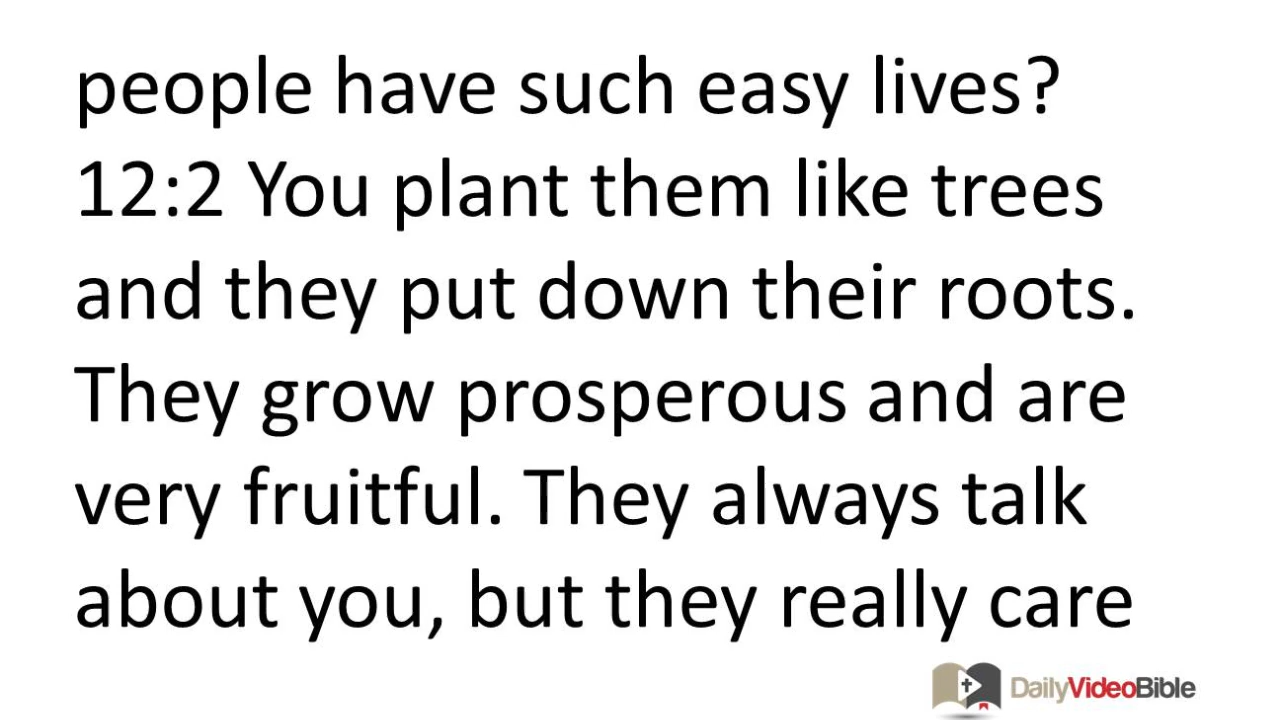 people have such easy lives?
12:2 You plant them like trees
and they put down their roots.
They grow prosperous and are
very fruitful. They always talk
about you, but they really care
DailyVideoBible